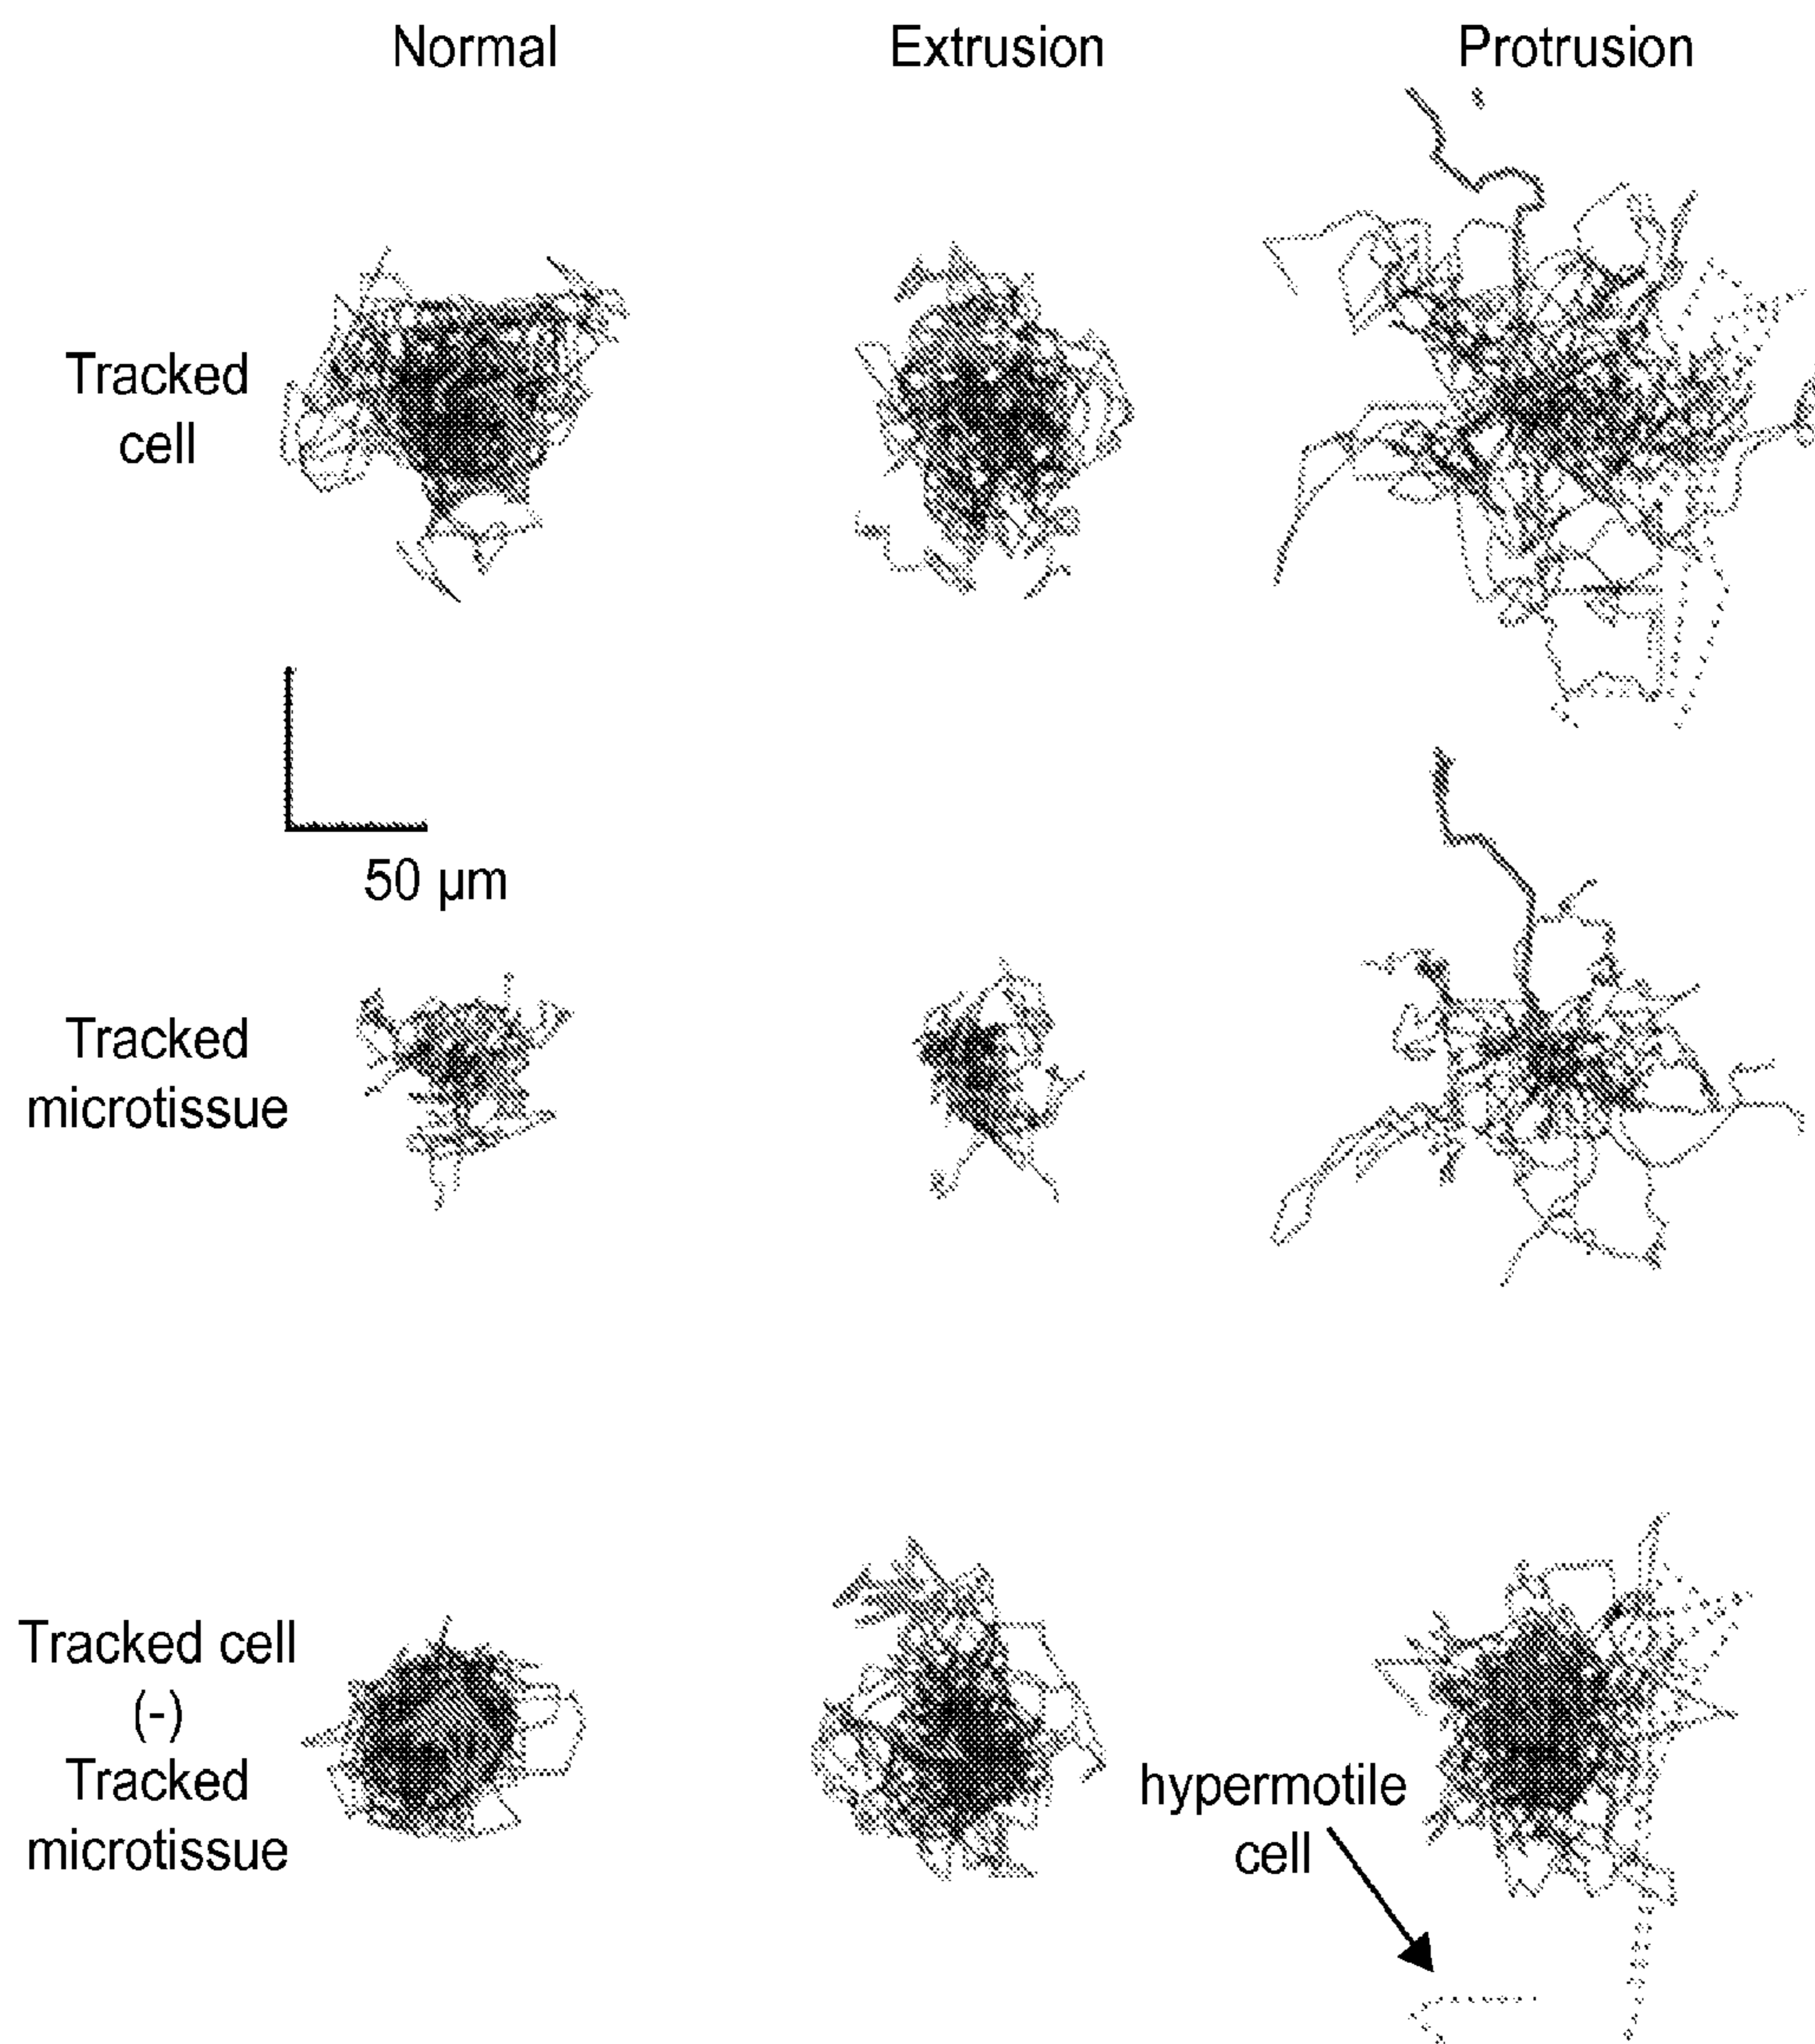 Normal
Extrusion
Protrusion
Tracked
cell
50 µm
Tracked
microtissue
Tracked cell
(-)
Tracked
microtissue
hypermotile
cell